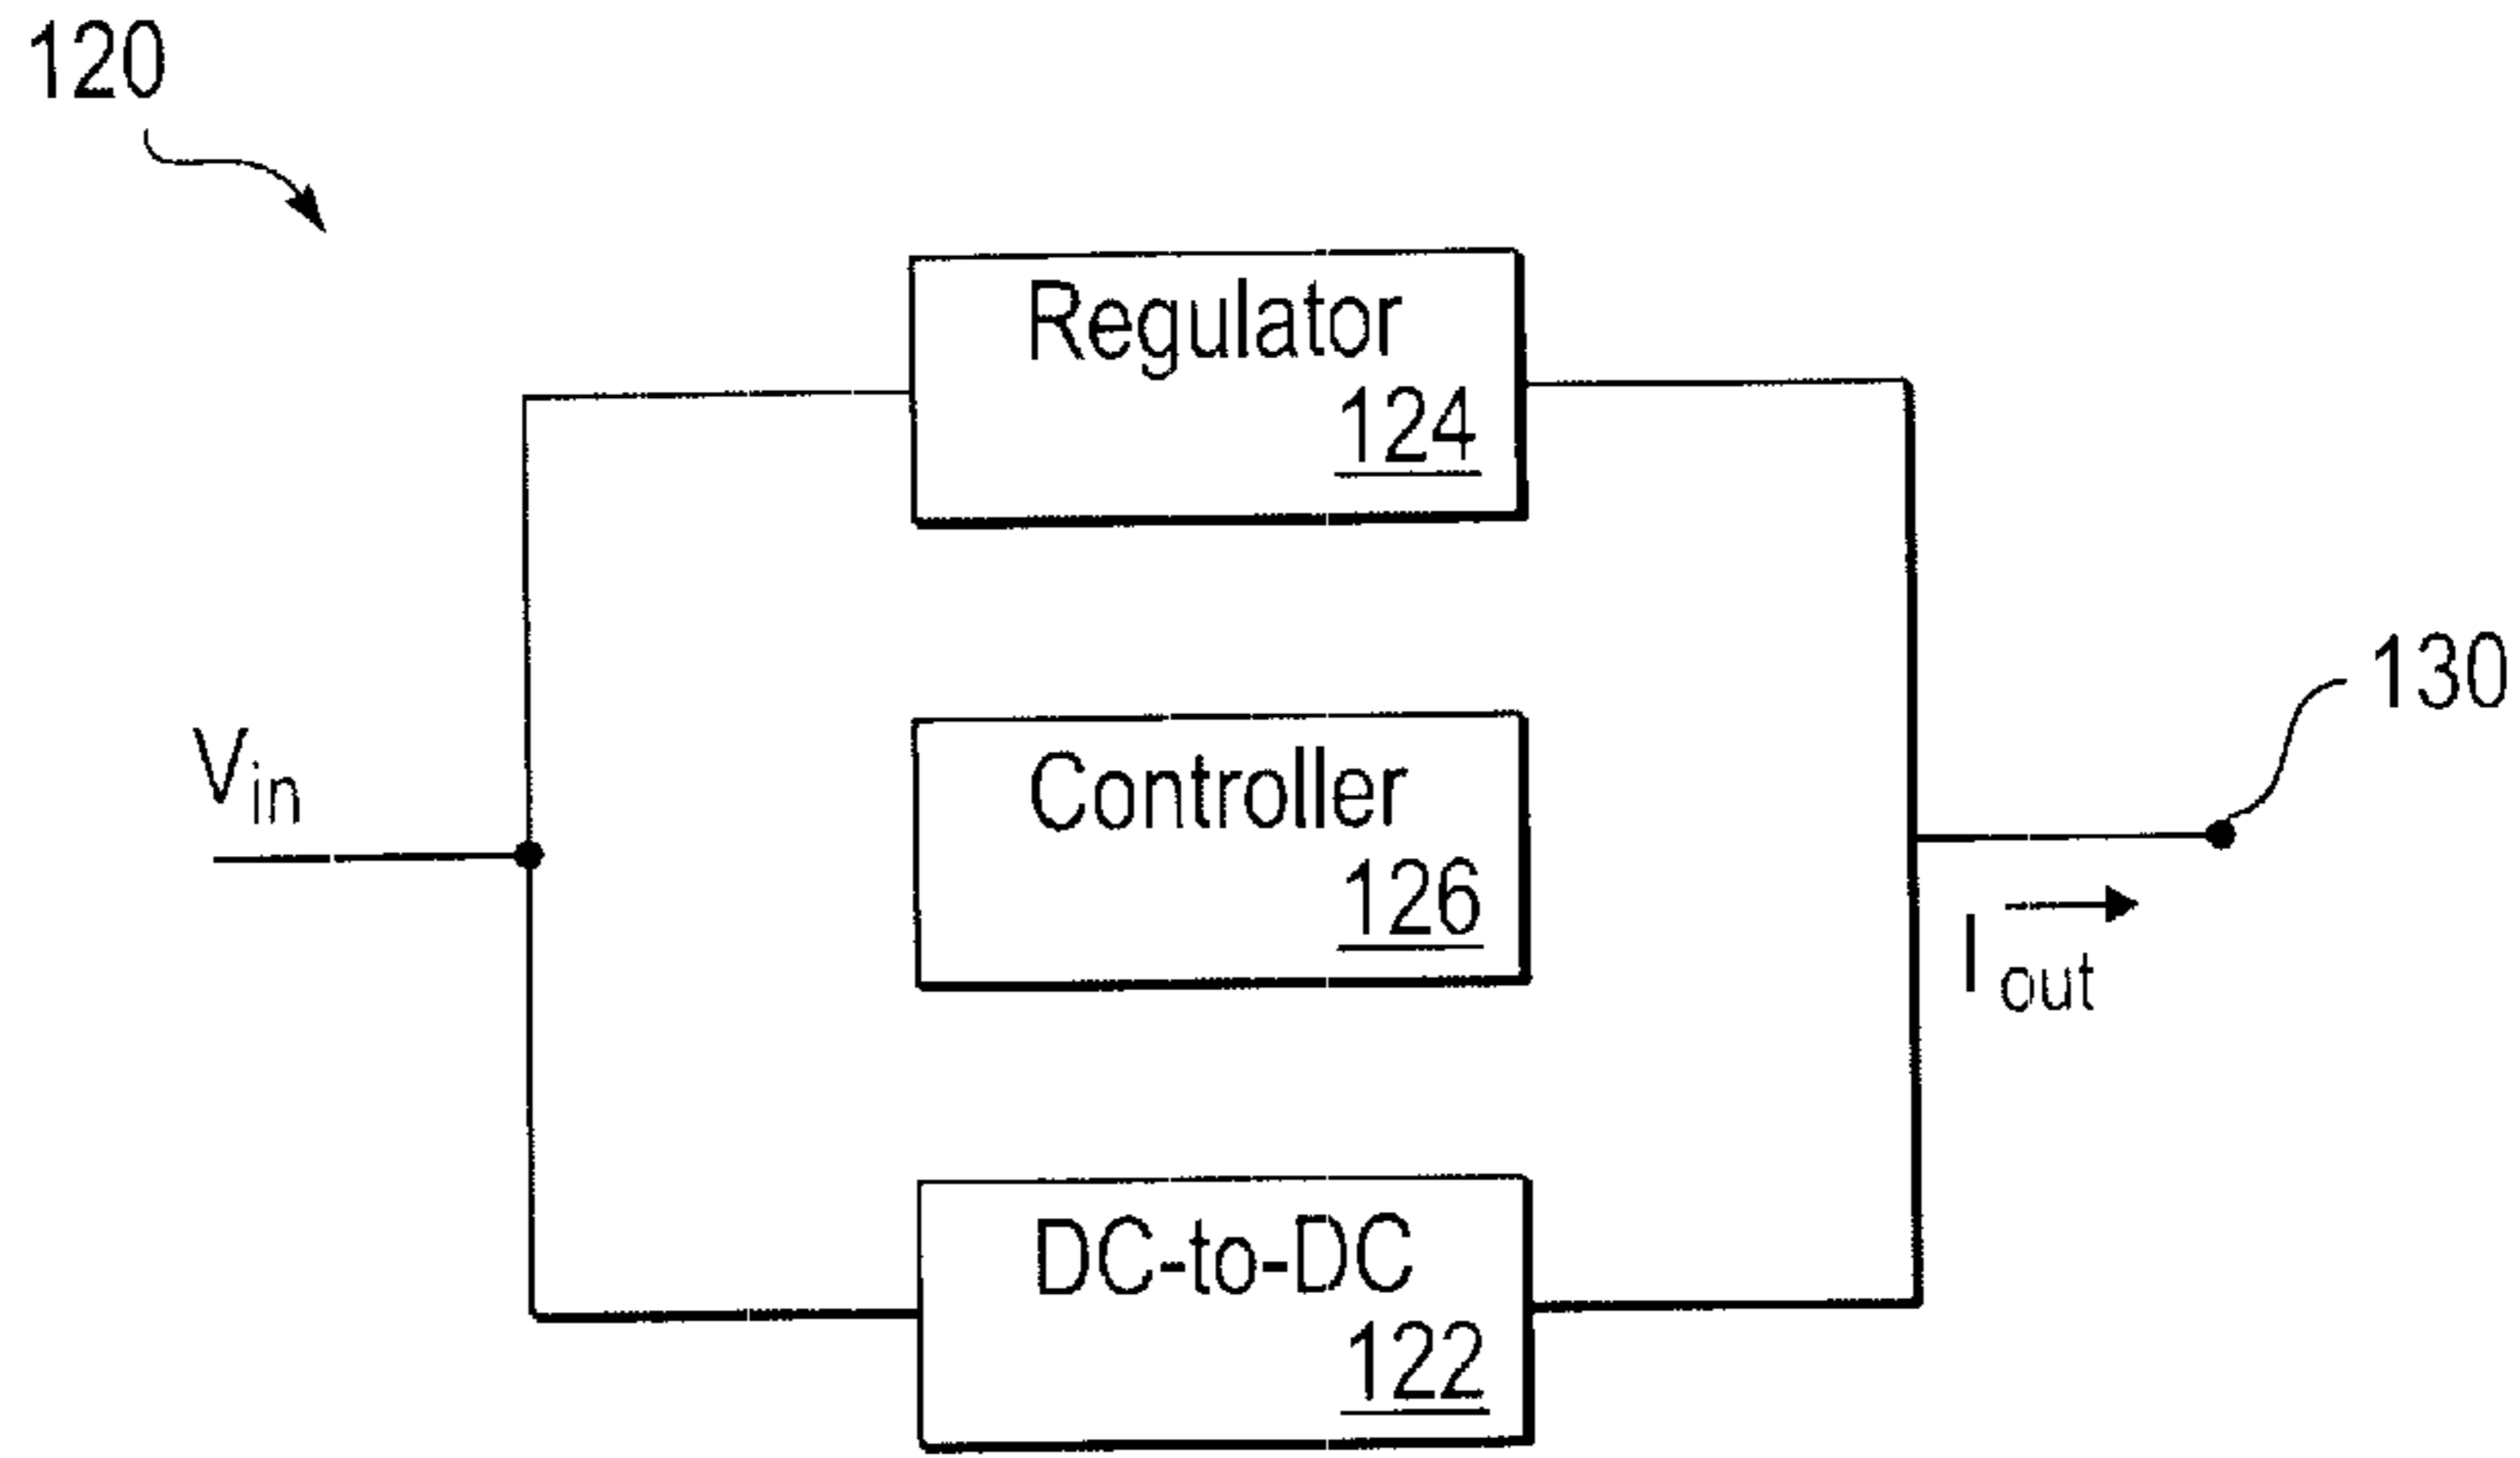 120
Regulator
124
130
Vin
Controller
126
Iout
DC-to-DC
122